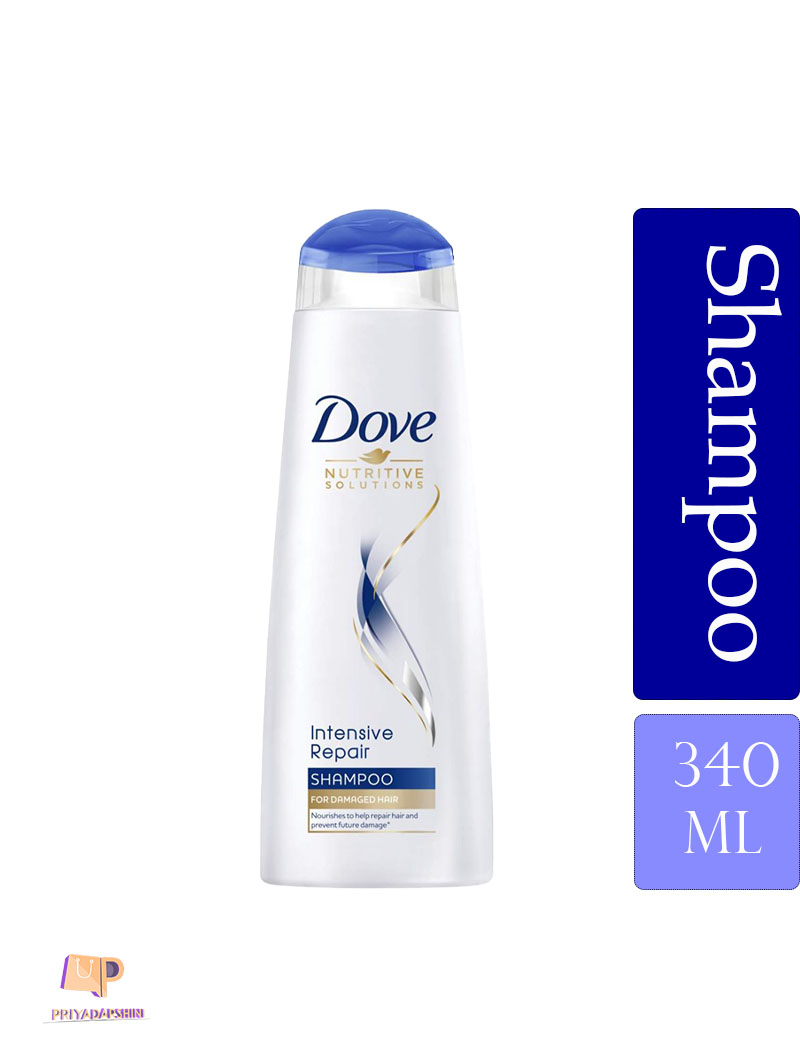 Dove
NUTRITIVE
SOLUTIONS
Intensive
Repair
SHAMPOO
FOR DAMAGED HAIR
Nourishes to help repair hair and
prevent future damage*
Shampoo
340
ML
UP
PRIYADAPSHINI